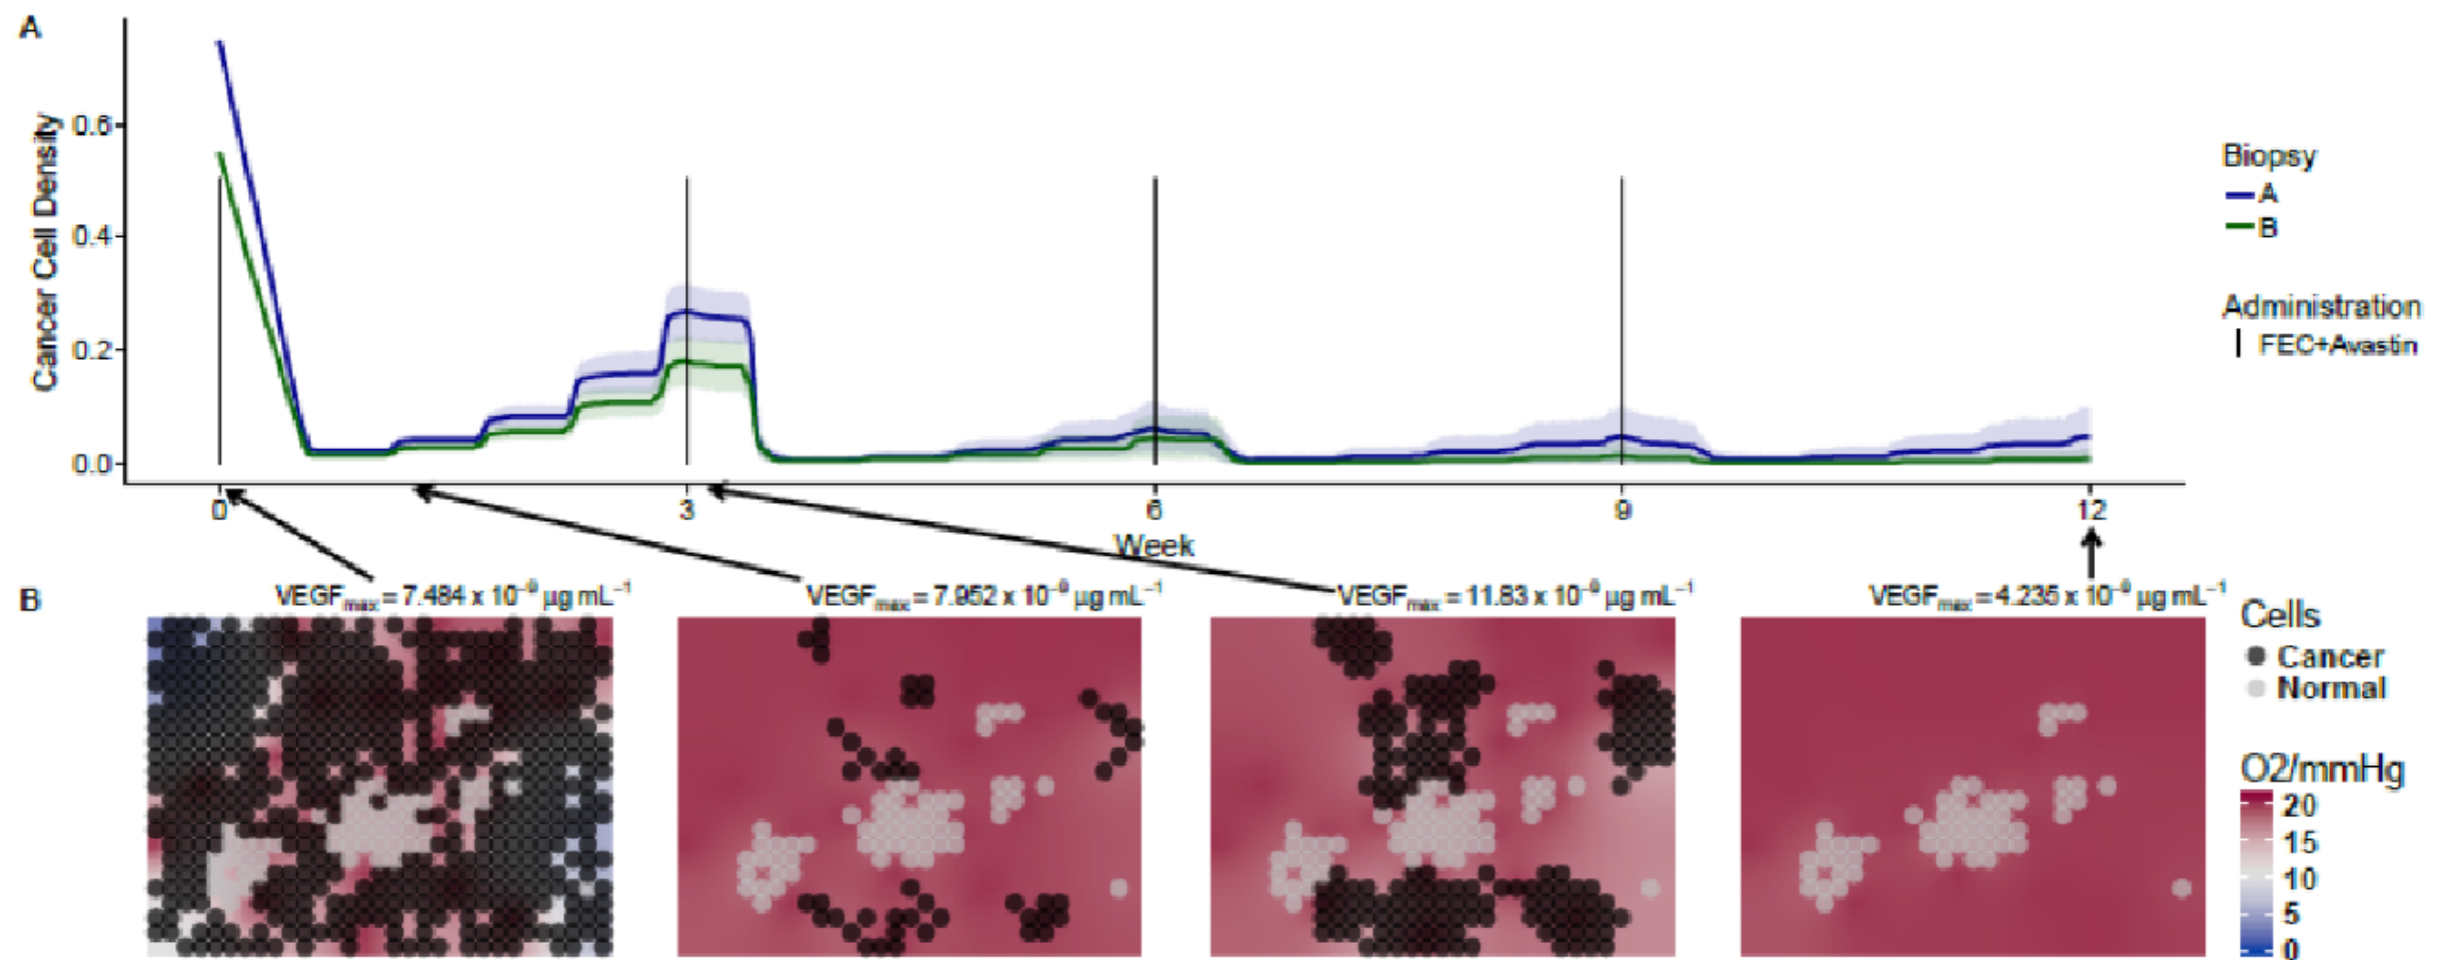 A
Cancer Cell Density
0.6
0.4
0.2
0.0
0 3 6 9 12
Week
Biopsy
A
B
Administration
FEC+Avastin
B
VEGFmax = 7.484 x 10⁻⁹ µg mL⁻¹
VEGFmax = 7.952 x 10⁻⁹ µg mL⁻¹
VEGFmax = 11.83 x 10⁻⁹ µg mL⁻¹
VEGFmax = 4.235 x 10⁻⁹ µg mL⁻¹
Cells
Cancer
Normal
O2/mmHg
20
15
10
5
0